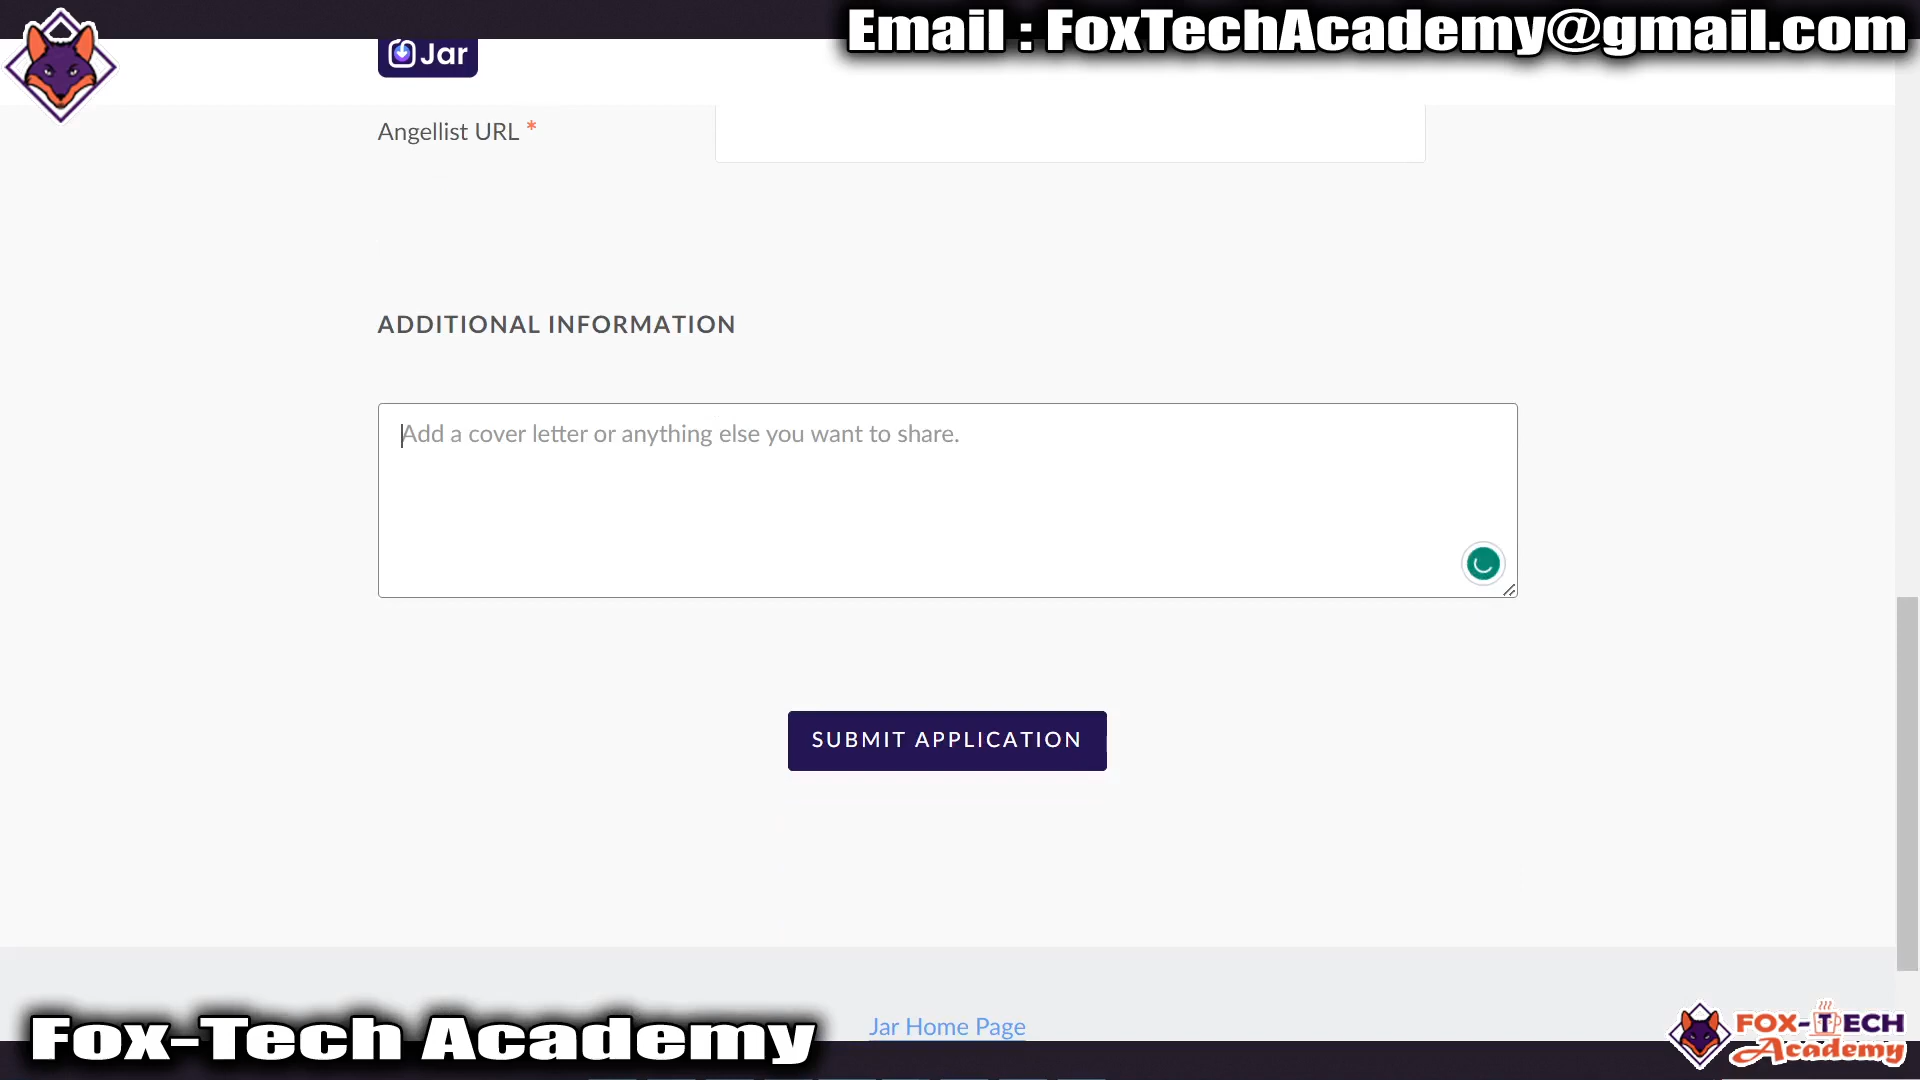 Email : FoxTechAcademy@gmail.com
Jar
Angellist URL *
ADDITIONAL INFORMATION
Add a cover letter or anything else you want to share.
SUBMIT APPLICATION
Jar Home Page
Fox-Tech Academy
FOX-TECH
Academy